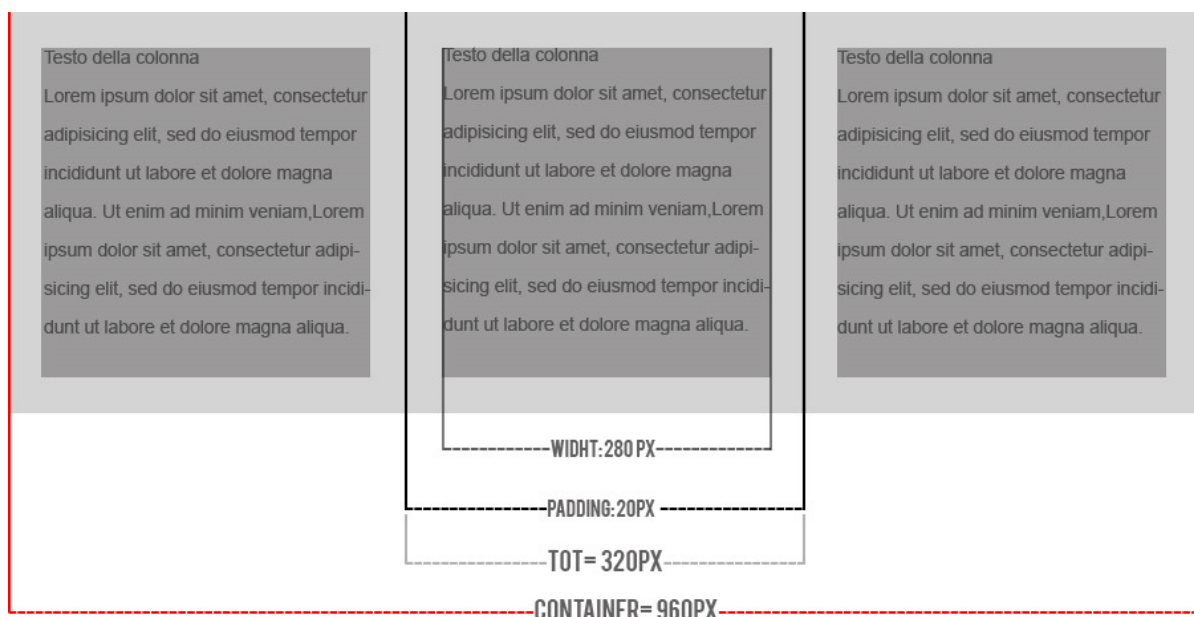 Testo della colonna
Lorem ipsum dolor sit amet, consectetur
adipisicing elit, sed do eiusmod tempor
incididunt ut labore et dolore magna
aliqua. Ut enim ad minim veniam,Lorem
ipsum dolor sit amet, consectetur adipi-
sicing elit, sed do eiusmod tempor incidi-
dunt ut labore et dolore magna aliqua.
Testo della colonna
Lorem ipsum dolor sit amet, consectetur
adipisicing elit, sed do eiusmod tempor
incididunt ut labore et dolore magna
aliqua. Ut enim ad minim veniam,Lorem
ipsum dolor sit amet, consectetur adipi-
sicing elit, sed do eiusmod tempor incidi-
dunt ut labore et dolore magna aliqua.
Testo della colonna
Lorem ipsum dolor sit amet, consectetur
adipisicing elit, sed do eiusmod tempor
incididunt ut labore et dolore magna
aliqua. Ut enim ad minim veniam,Lorem
ipsum dolor sit amet, consectetur adipi-
sicing elit, sed do eiusmod tempor incidi-
dunt ut labore et dolore magna aliqua.
WIDHT: 280 PX
PADDING: 20PX
TOT= 320PX
CONTAINER= 960PX